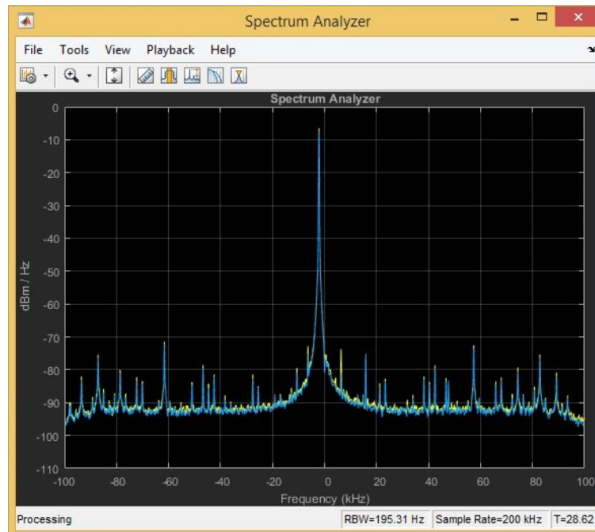 Spectrum Analyzer
File Tools View Playback Help
Spectrum Analyzer
0
-10
-20
-30
-40
-50
-60
-70
-80
-90
-100
-110
dBm / Hz
-100 -80 -60 -40 -20 0 20 40 60 80 100
Frequency (kHz)
Processing RBW=195.31 Hz Sample Rate=200 kHz T=28.62